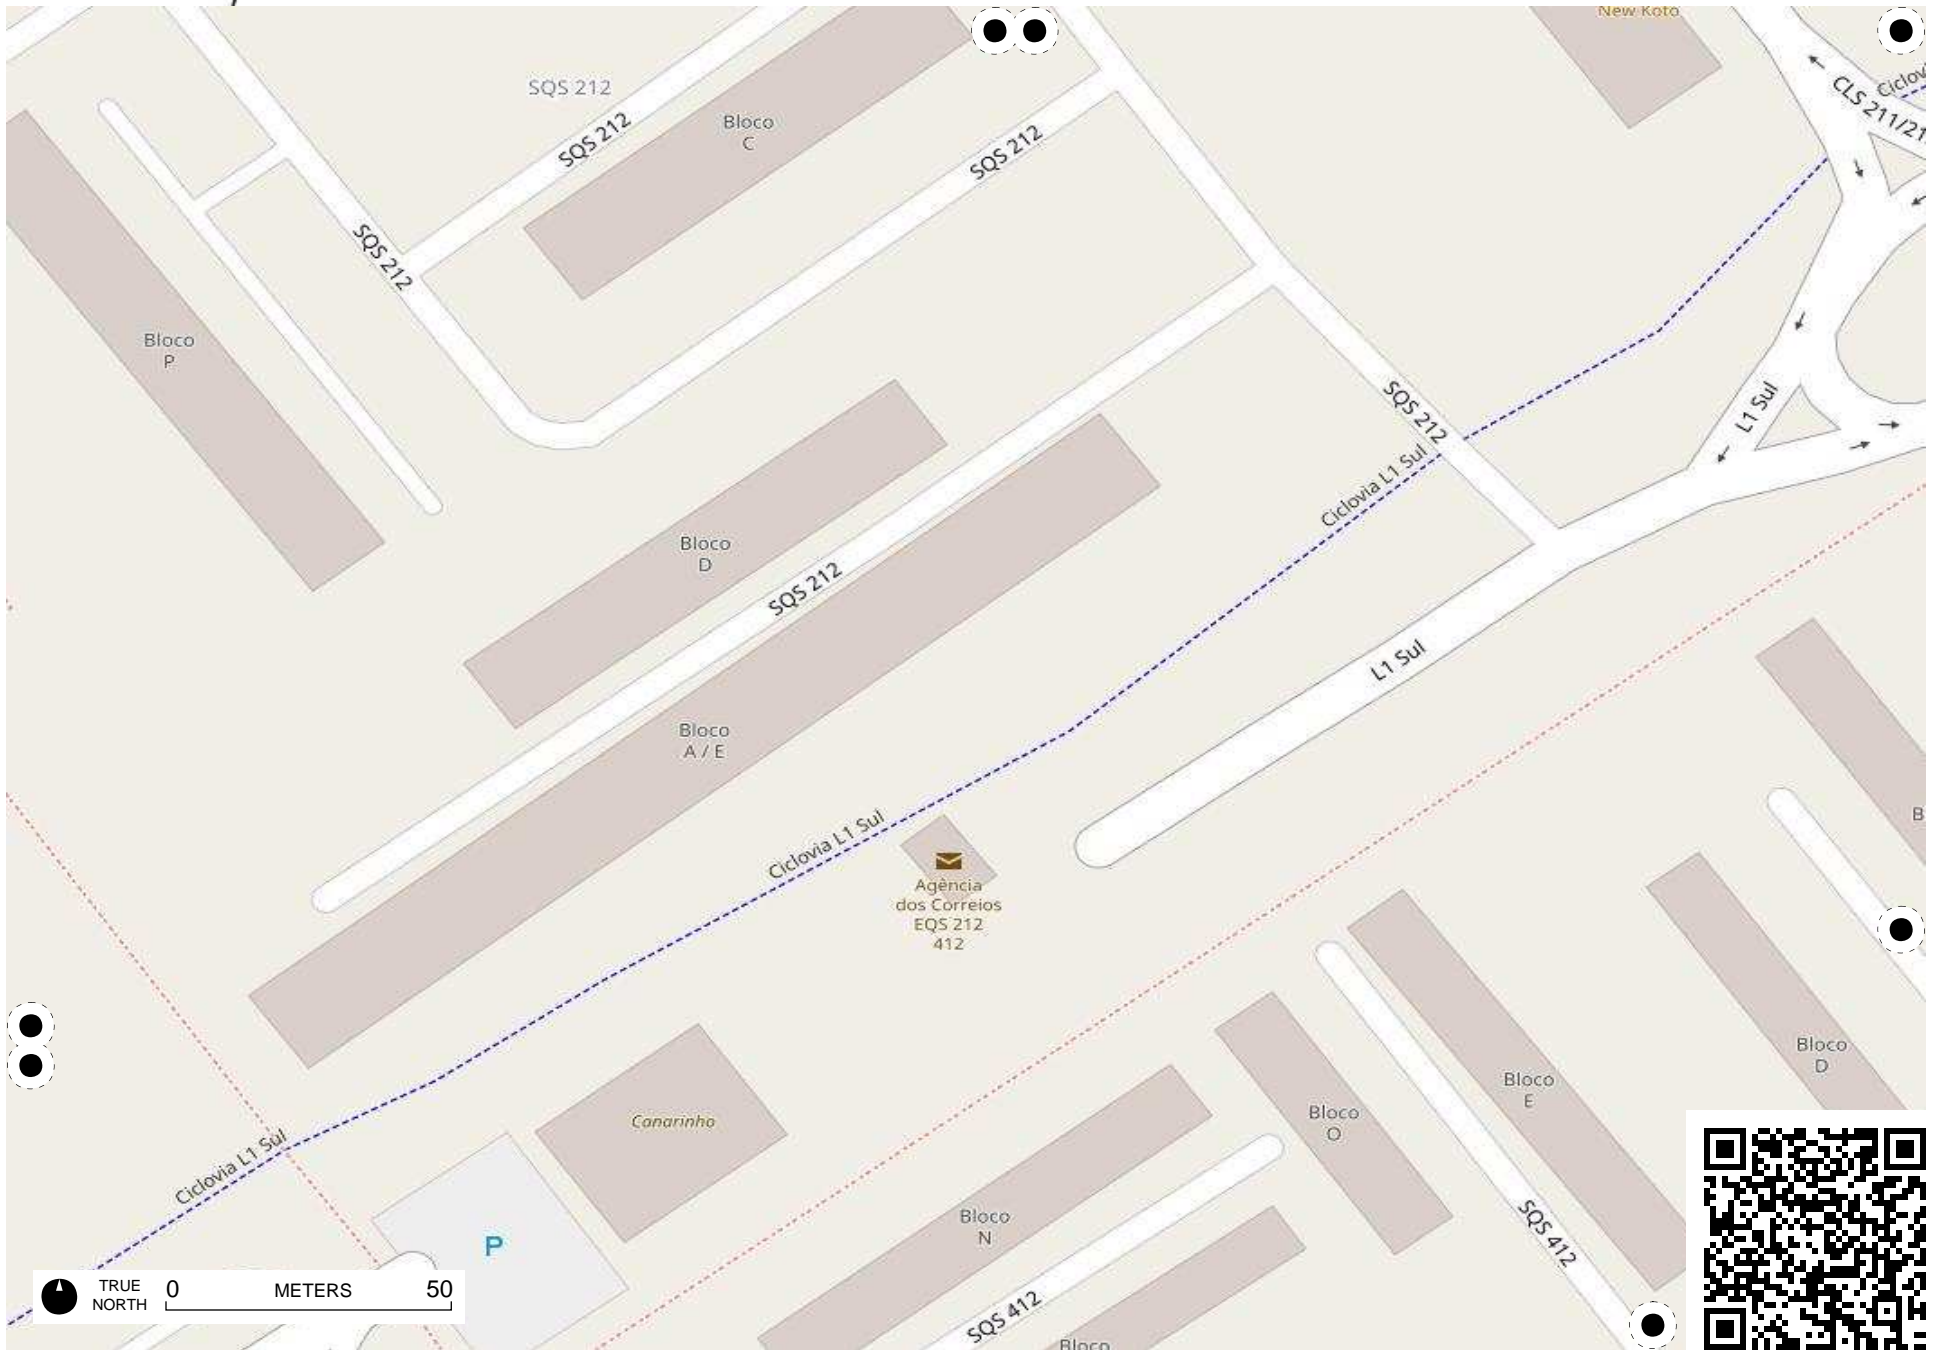 New Koto
Ciclov
CLS 211/21
SQS 212
Bloco
C
SQS 212
SQS 212
SQS 212
Bloco
P
SQS 212
L1 Sul
Ciclovia L1 Sul
Bloco
D
SQS 212
L1 Sul
Bloco
A / E
Ciclovia L1 Sul
Agência
dos Correios
EQS 212
412
B
Bloco
D
Bloco
E
Bloco
O
Canarinho
Ciclovia L1 Sul
Bloco
N
SQS 412
P
SQS 412
Bloco
TRUE
NORTH
0 METERS 50